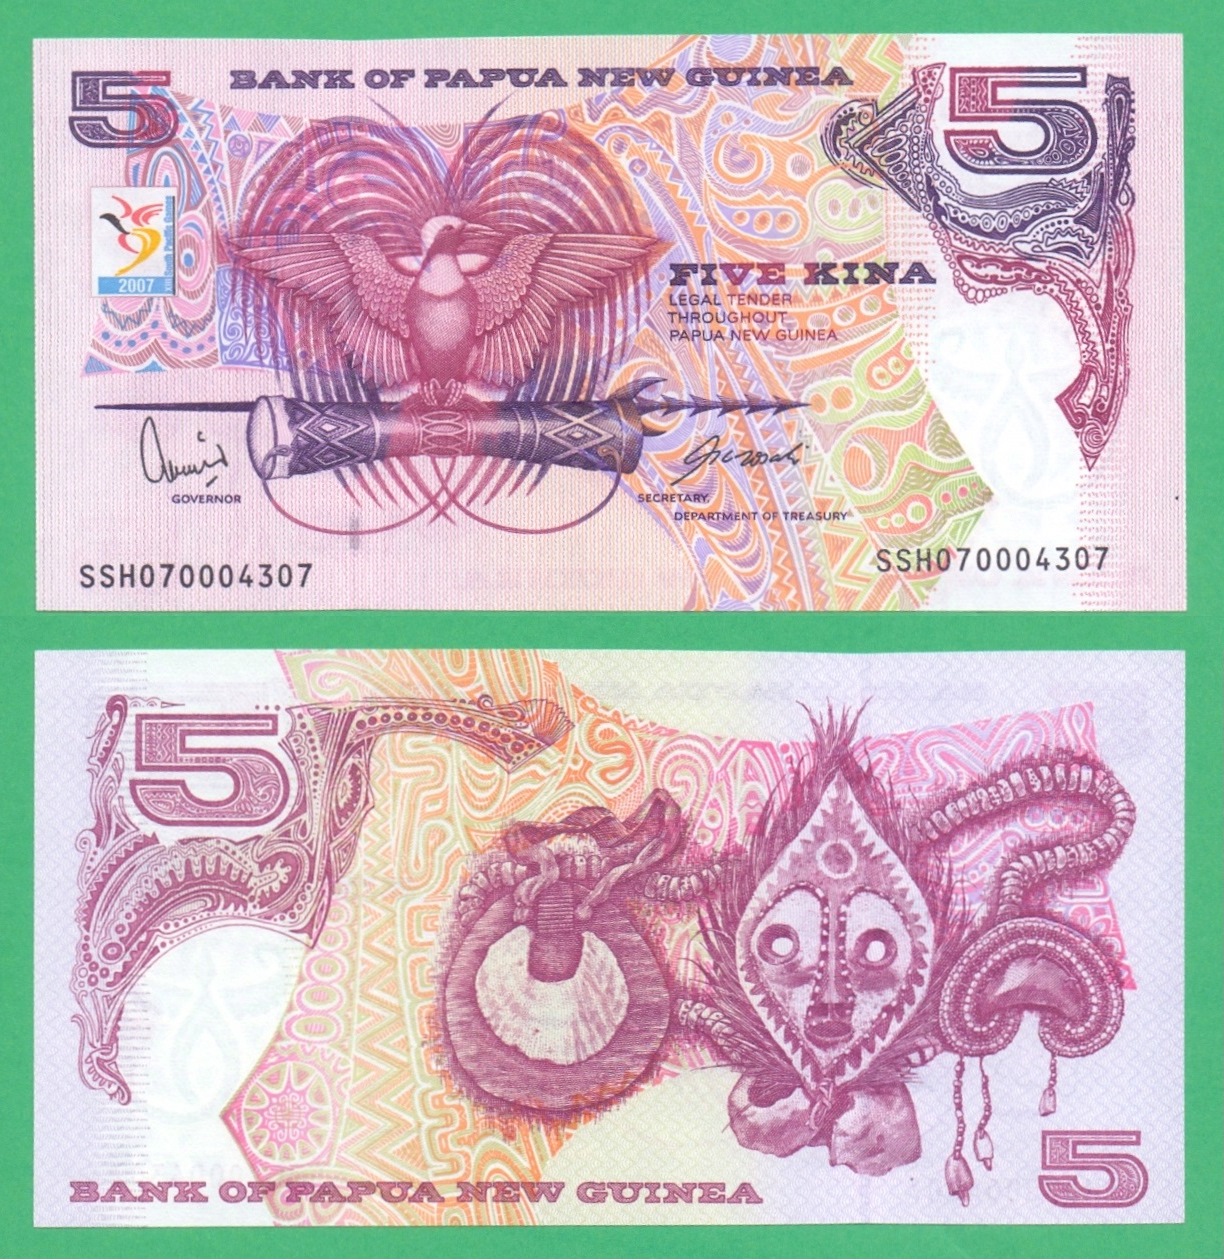 5
BANK OF PAPUA NEW GUINEA
5
2007
FIVE KINA
LEGAL TENDER
THROUGHOUT
PAPUA NEW GUINEA
GOVERNOR
SECRETARY,
DEPARTMENT OF TREASURY
SSH070004307
SSH070004307
5
BANK OF PAPUA NEW GUINEA
5